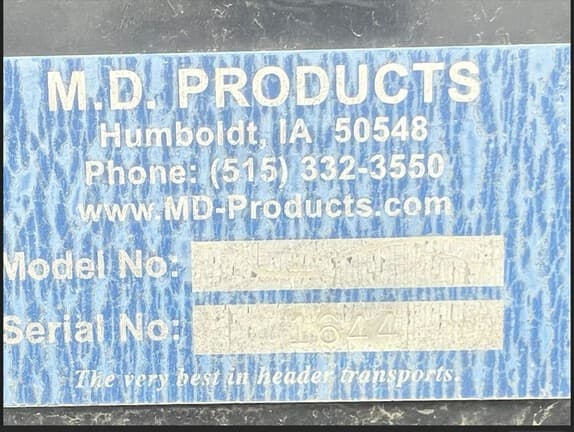 M.D. PRODUCTS
Humboldt, IA 50548
Phone: (515) 332-3550
www.MD-Products.com
Model No:
Serial No: 1644
The very best in header transports.